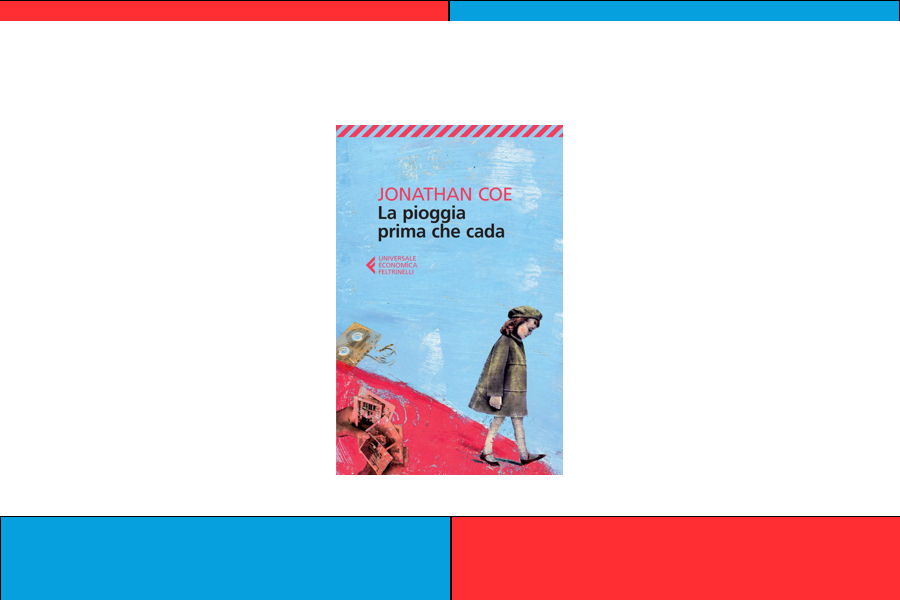 JONATHAN COE
La pioggia
prima che cada
UNIVERSALE
ECONOMICA
FELTRINELLI